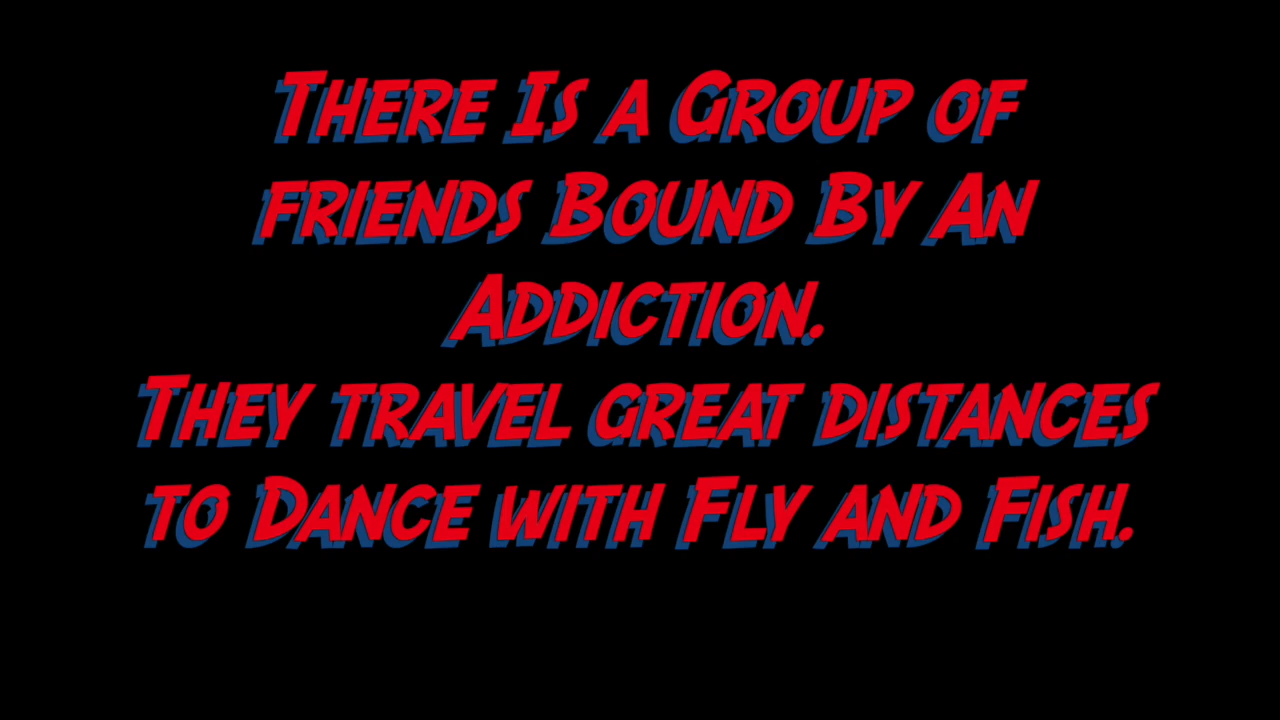 There Is a Group of
friends Bound By An
Addiction.
They travel great distances
to Dance with Fly and Fish.